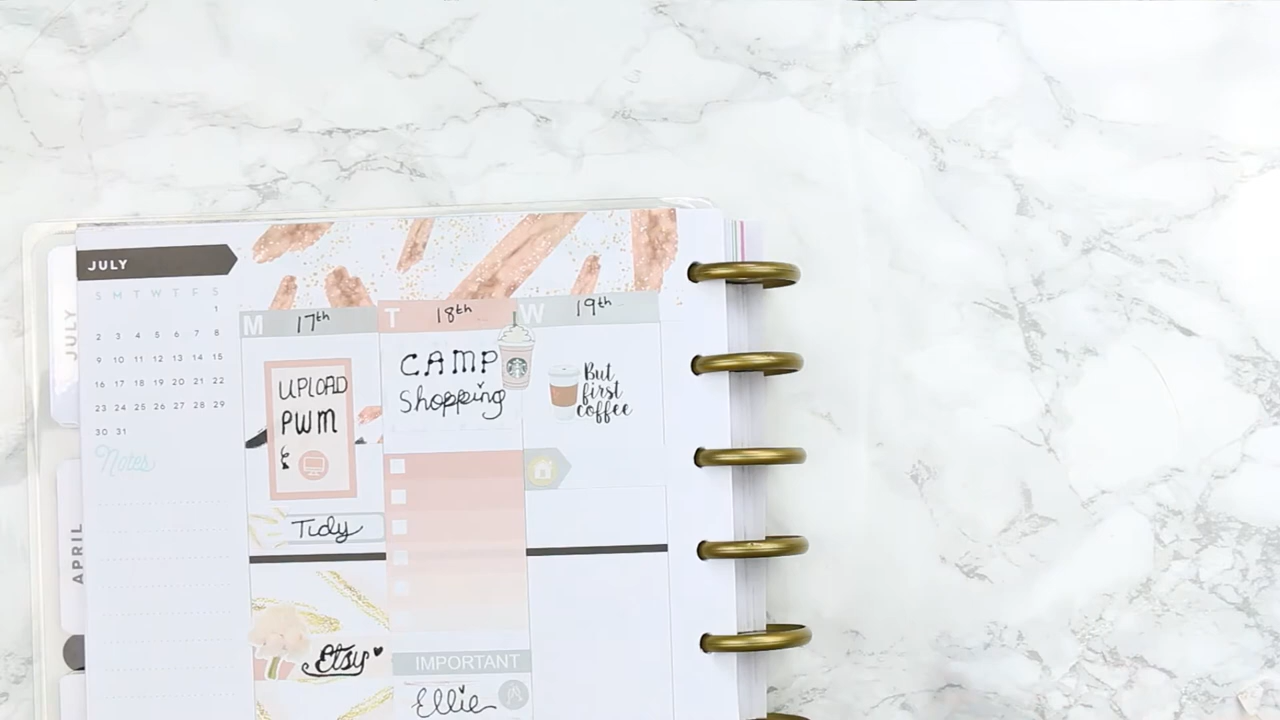 JULY
S M T W T F S
1
2 3 4 5 6 7 8
9 10 11 12 13 14 15
16 17 18 19 20 21 22
23 24 25 26 27 28 29
30 31
Notes
JULY
APRIL
M 17th
UPLOAD
PWM
&
Tidy
Etsy
T 18th
CAMP
Shopping
IMPORTANT
Ellie
W 19th
But
first
coffee